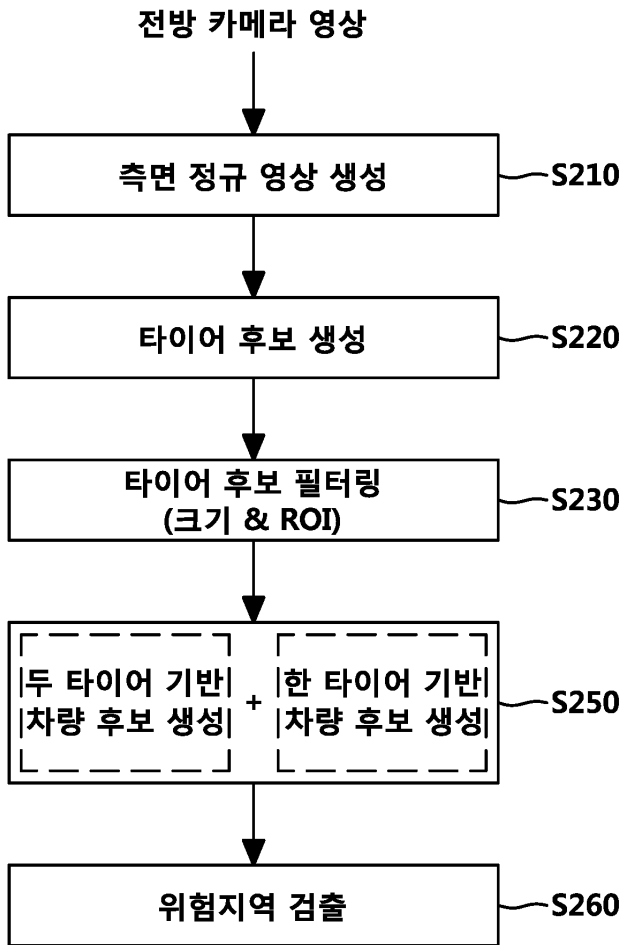 전방 카메라 영상
측면 정규 영상 생성
S210
타이어 후보 생성
S220
타이어 후보 필터링
(크기 & ROI)
S230
두 타이어 기반
차량 후보 생성
+
한 타이어 기반
차량 후보 생성
S250
위험지역 검출
S260